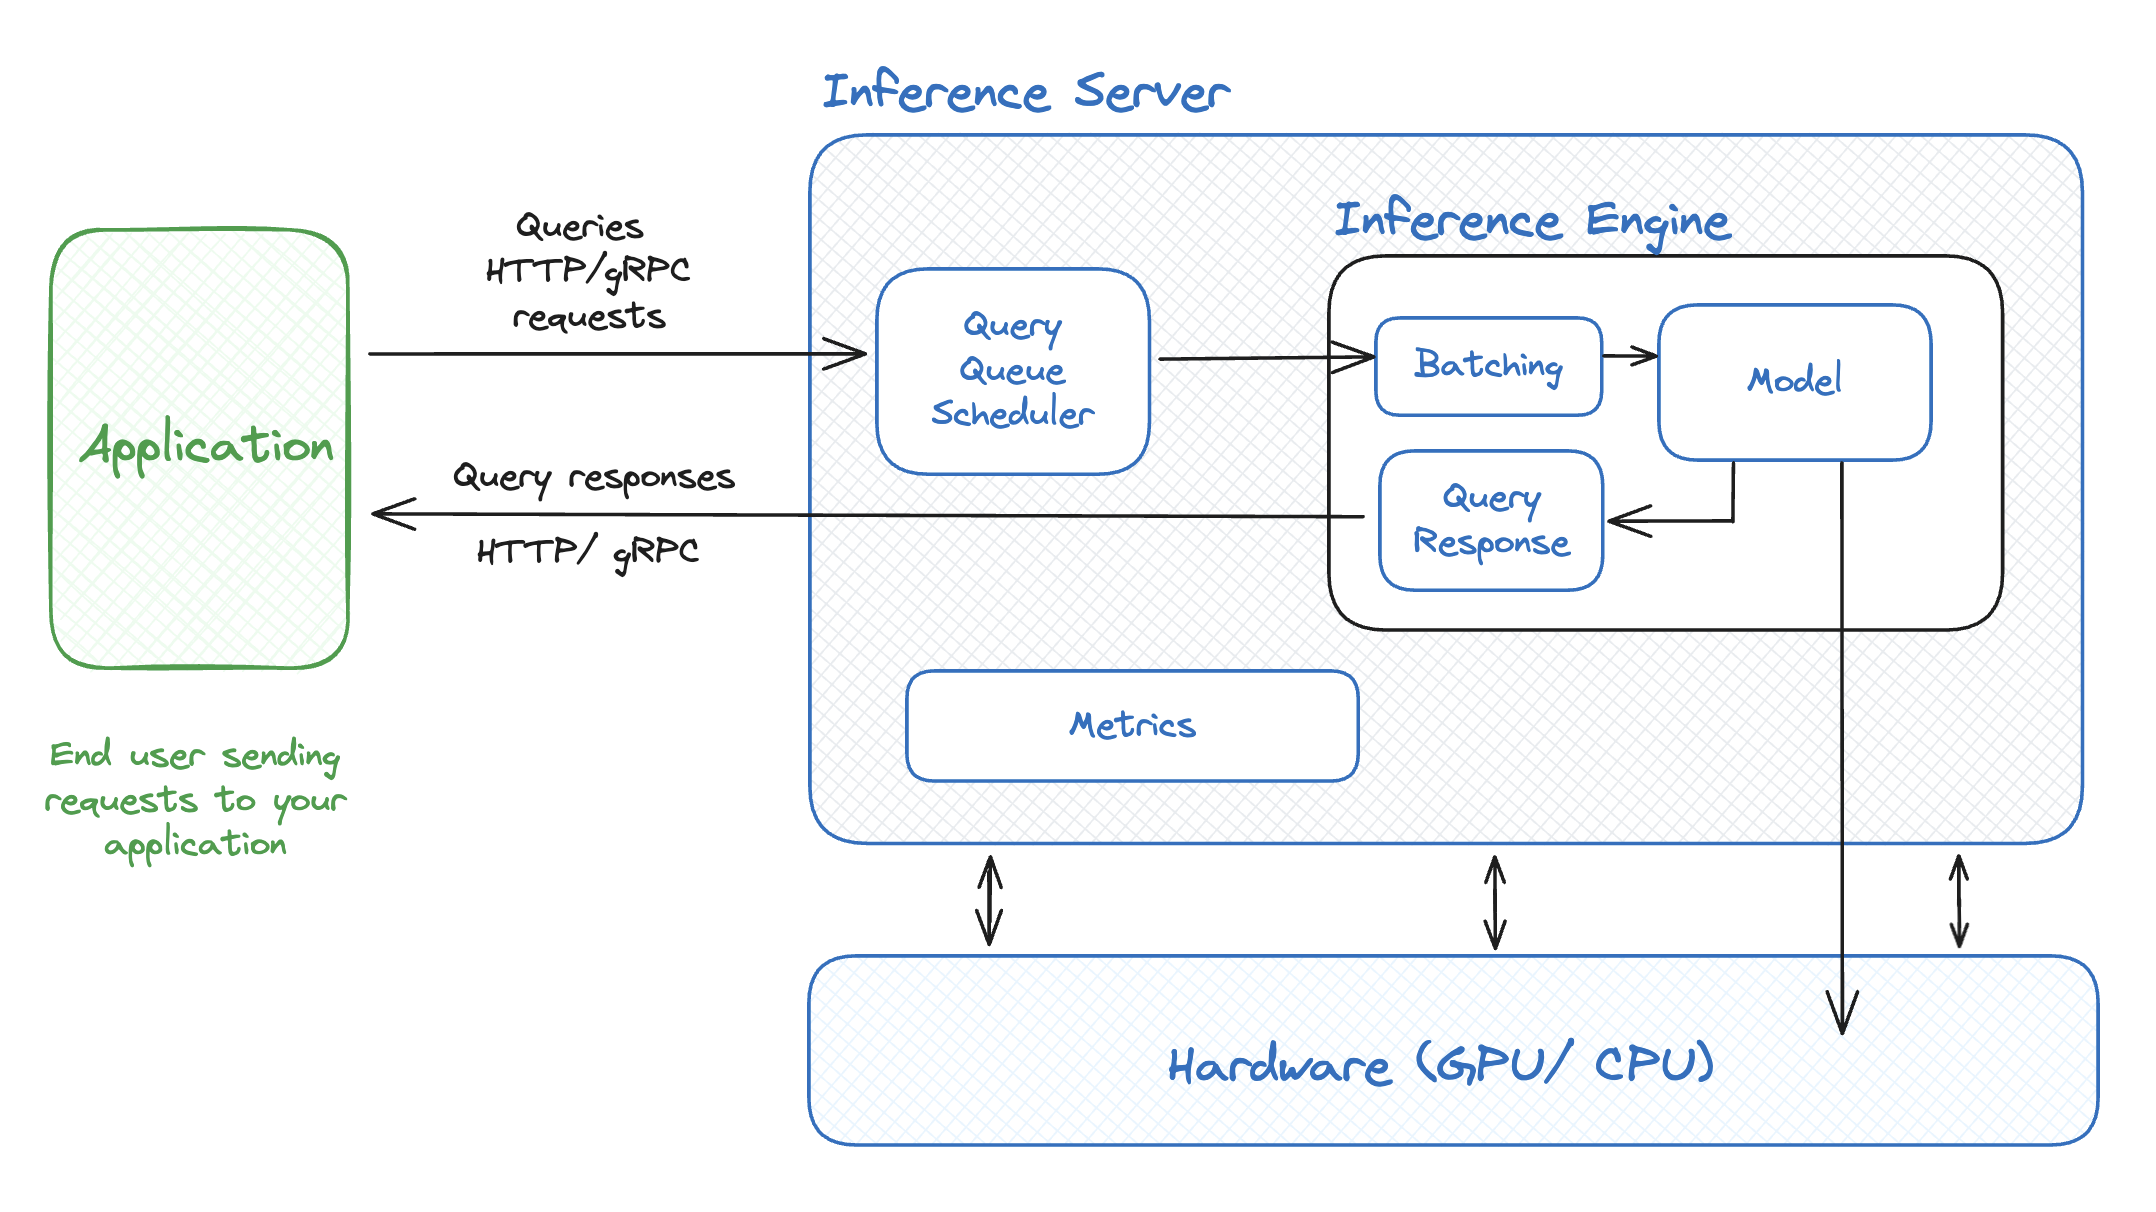 Inference Server
Inference Engine
Queries
HTTP/gRPC
requests
Query
Queue
Scheduler
Batching
Model
Application
Query responses
HTTP/ gRPC
Query
Response
Metrics
End user sending
requests to your
application
Hardware (GPU/ CPU)